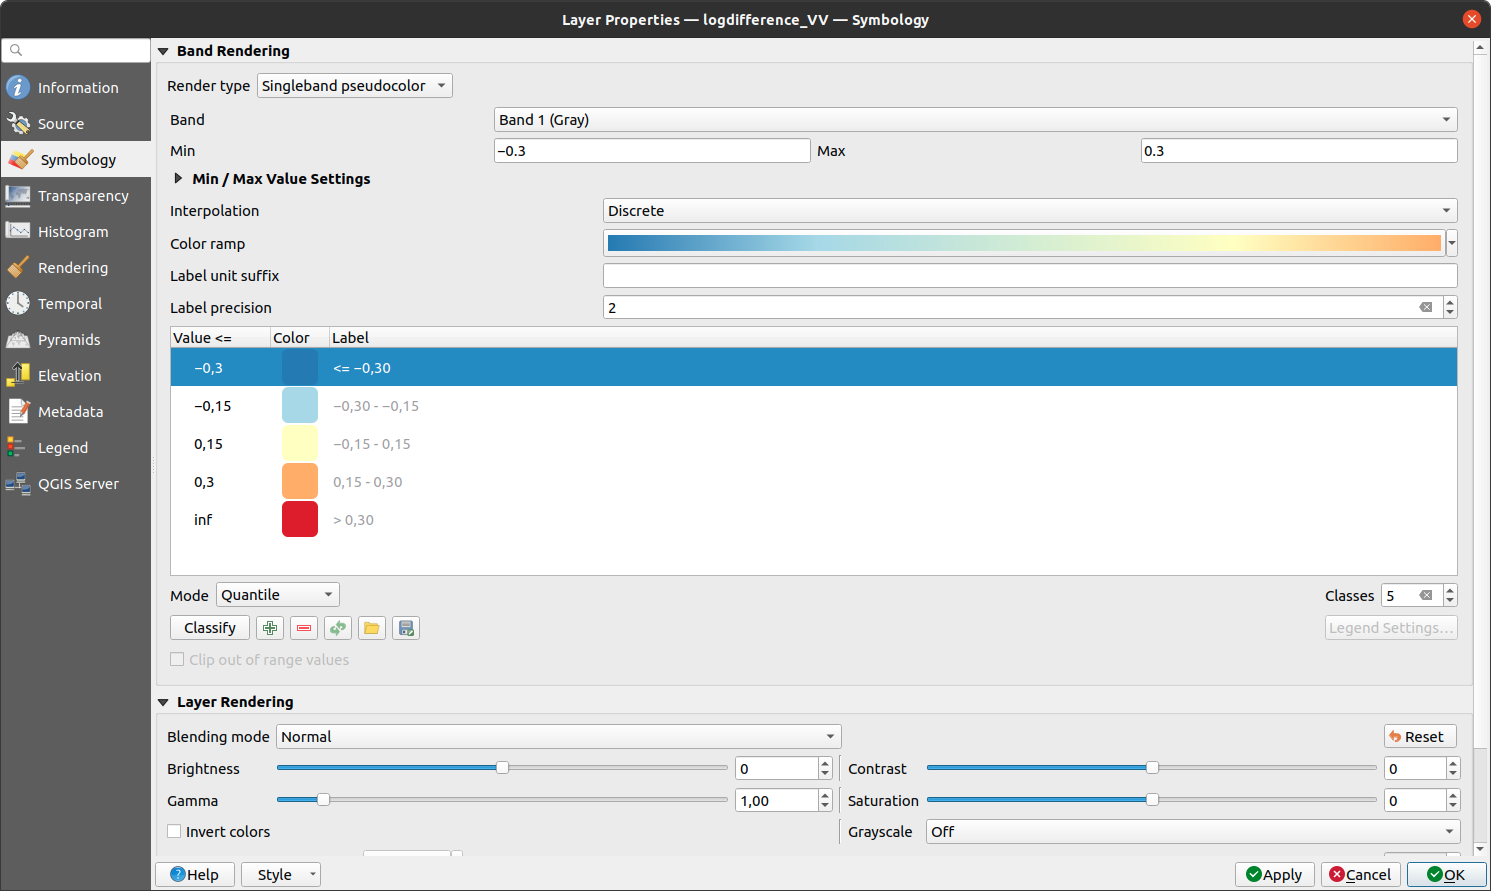 Layer Properties — logdifference_VV — Symbology
Information
Source
Symbology
Transparency
Histogram
Rendering
Temporal
Pyramids
Elevation
Metadata
Legend
QGIS Server
Band Rendering
Render type Singleband pseudocolor
Band Band 1 (Gray)
Min −0.3 Max 0.3
Min / Max Value Settings
Interpolation Discrete
Color ramp
Label unit suffix
Label precision 2
Value <= Color Label
−0,3 <= −0,30
−0,15 −0,30 - −0,15
0,15 −0,15 - 0,15
0,3 0,15 - 0,30
inf > 0,30
Mode Quantile Classes 5
Classify Legend Settings...
Clip out of range values
Layer Rendering
Blending mode Normal Reset
Brightness 0 Contrast 0
Gamma 1,00 Saturation 0
Invert colors Grayscale Off
Help Style Apply Cancel OK